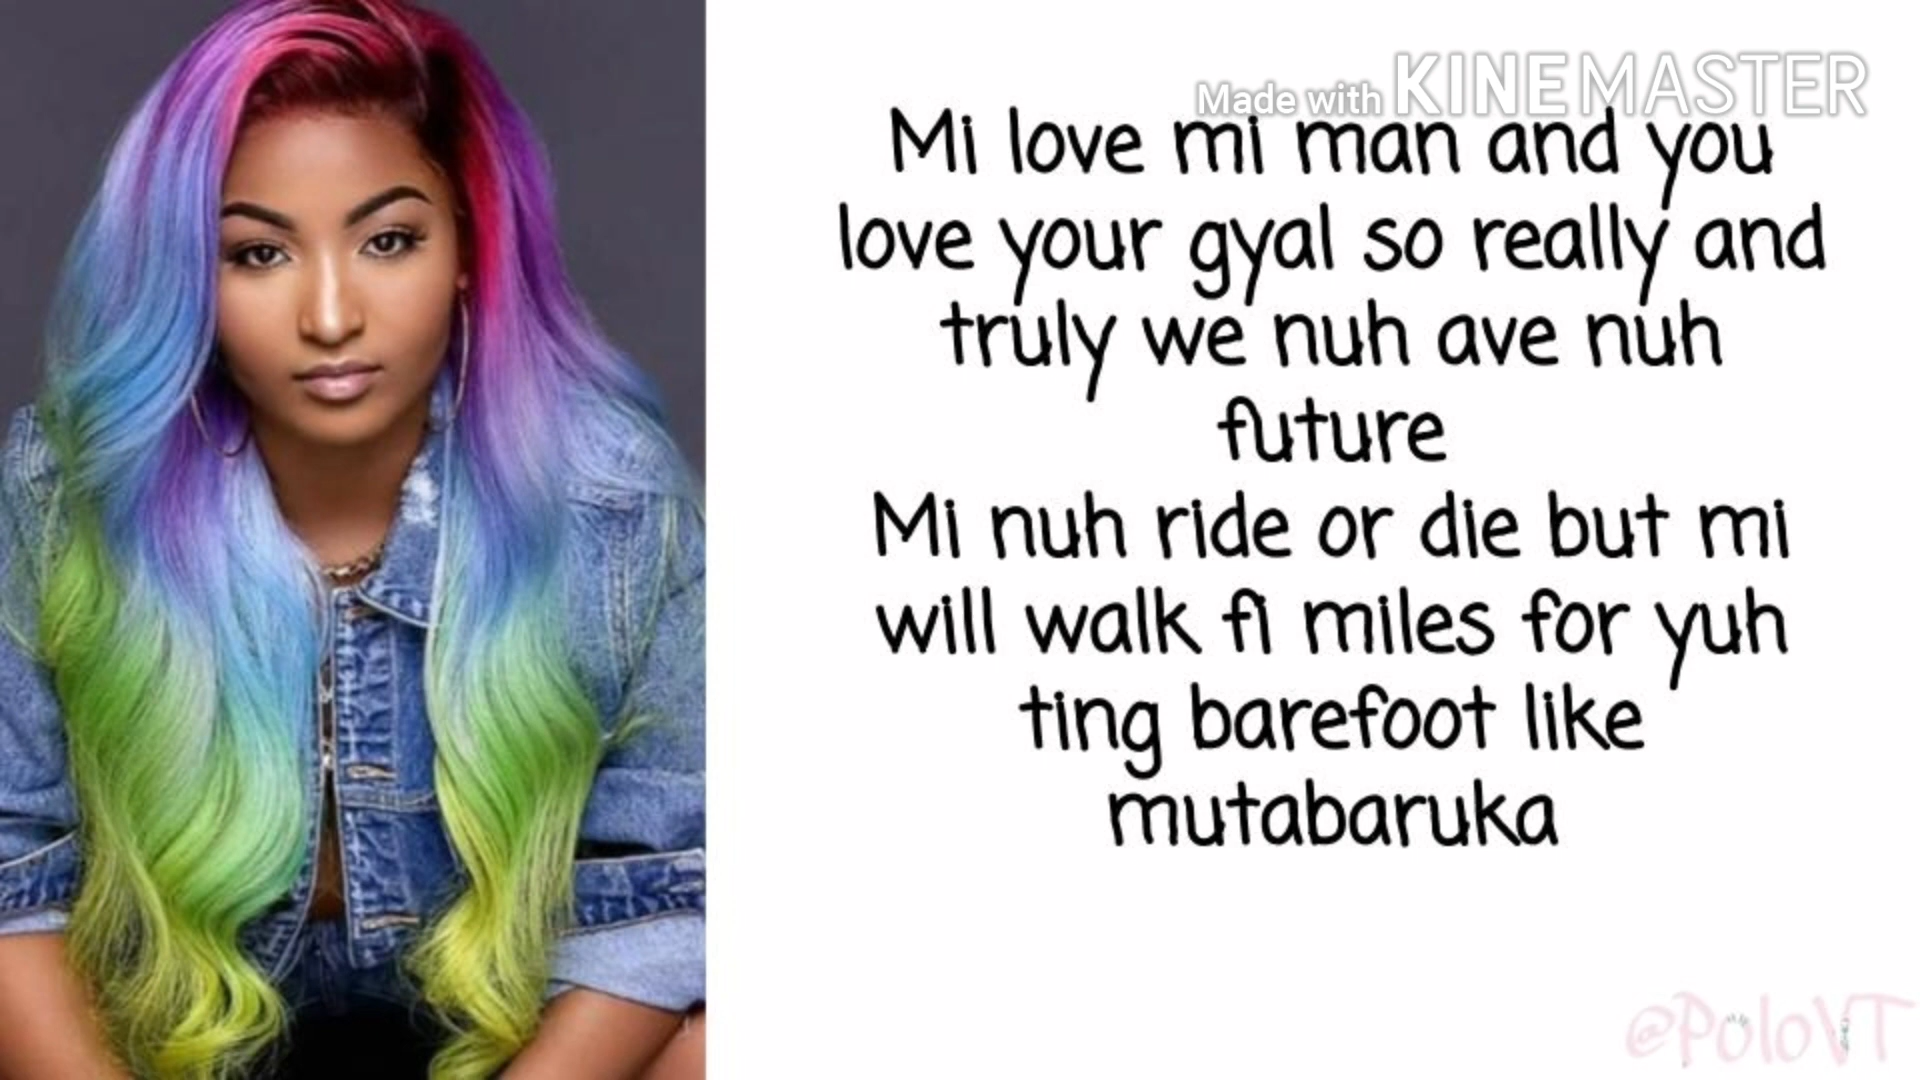 Made with KINEMASTER
Mi love mi man and you
love your gyal so really and
truly we nuh ave nuh
future
Mi nuh ride or die but mi
will walk fi miles for yuh
ting barefoot like
mutabaruka
@PoloVT